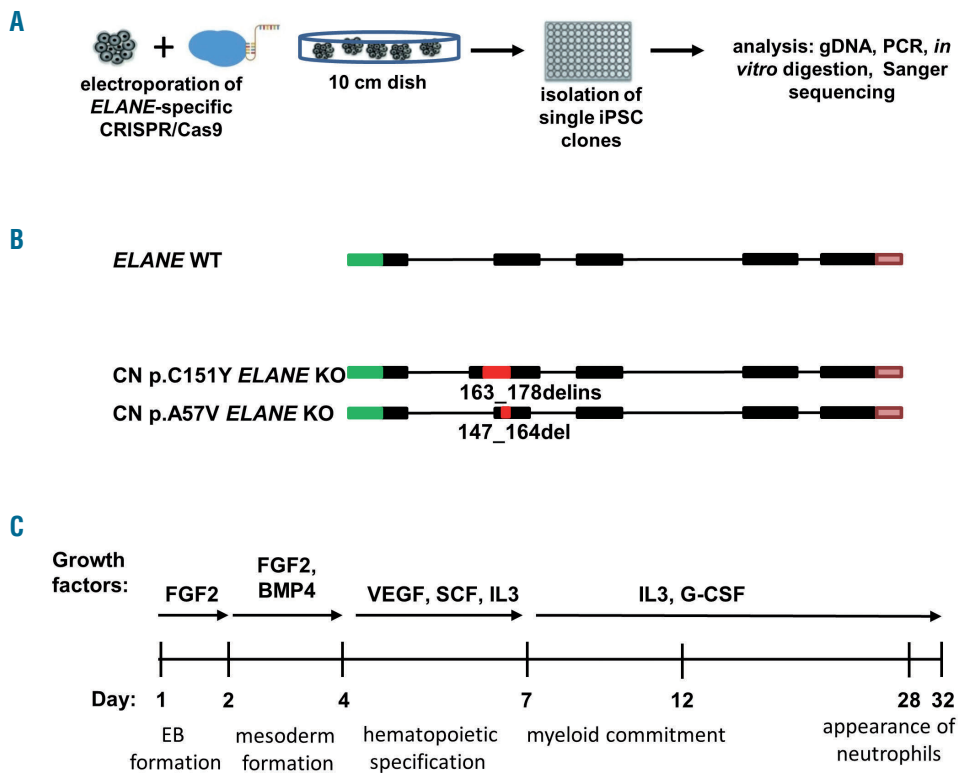 A
electroporation of
ELANE-specific
CRISPR/Cas9
10 cm dish
isolation of
single iPSC
clones
analysis: gDNA, PCR, in
vitro digestion, Sanger
sequencing
B
ELANE WT
CN p.C151Y ELANE KO
163_178delins
CN p.A57V ELANE KO
147_164del
C
Growth
factors:
FGF2
FGF2,
BMP4
VEGF, SCF, IL3
IL3, G-CSF
Day: 1 2 4 7 12 28 32
EB
formation
mesoderm
formation
hematopoietic
specification
myeloid commitment
appearance of
neutrophils